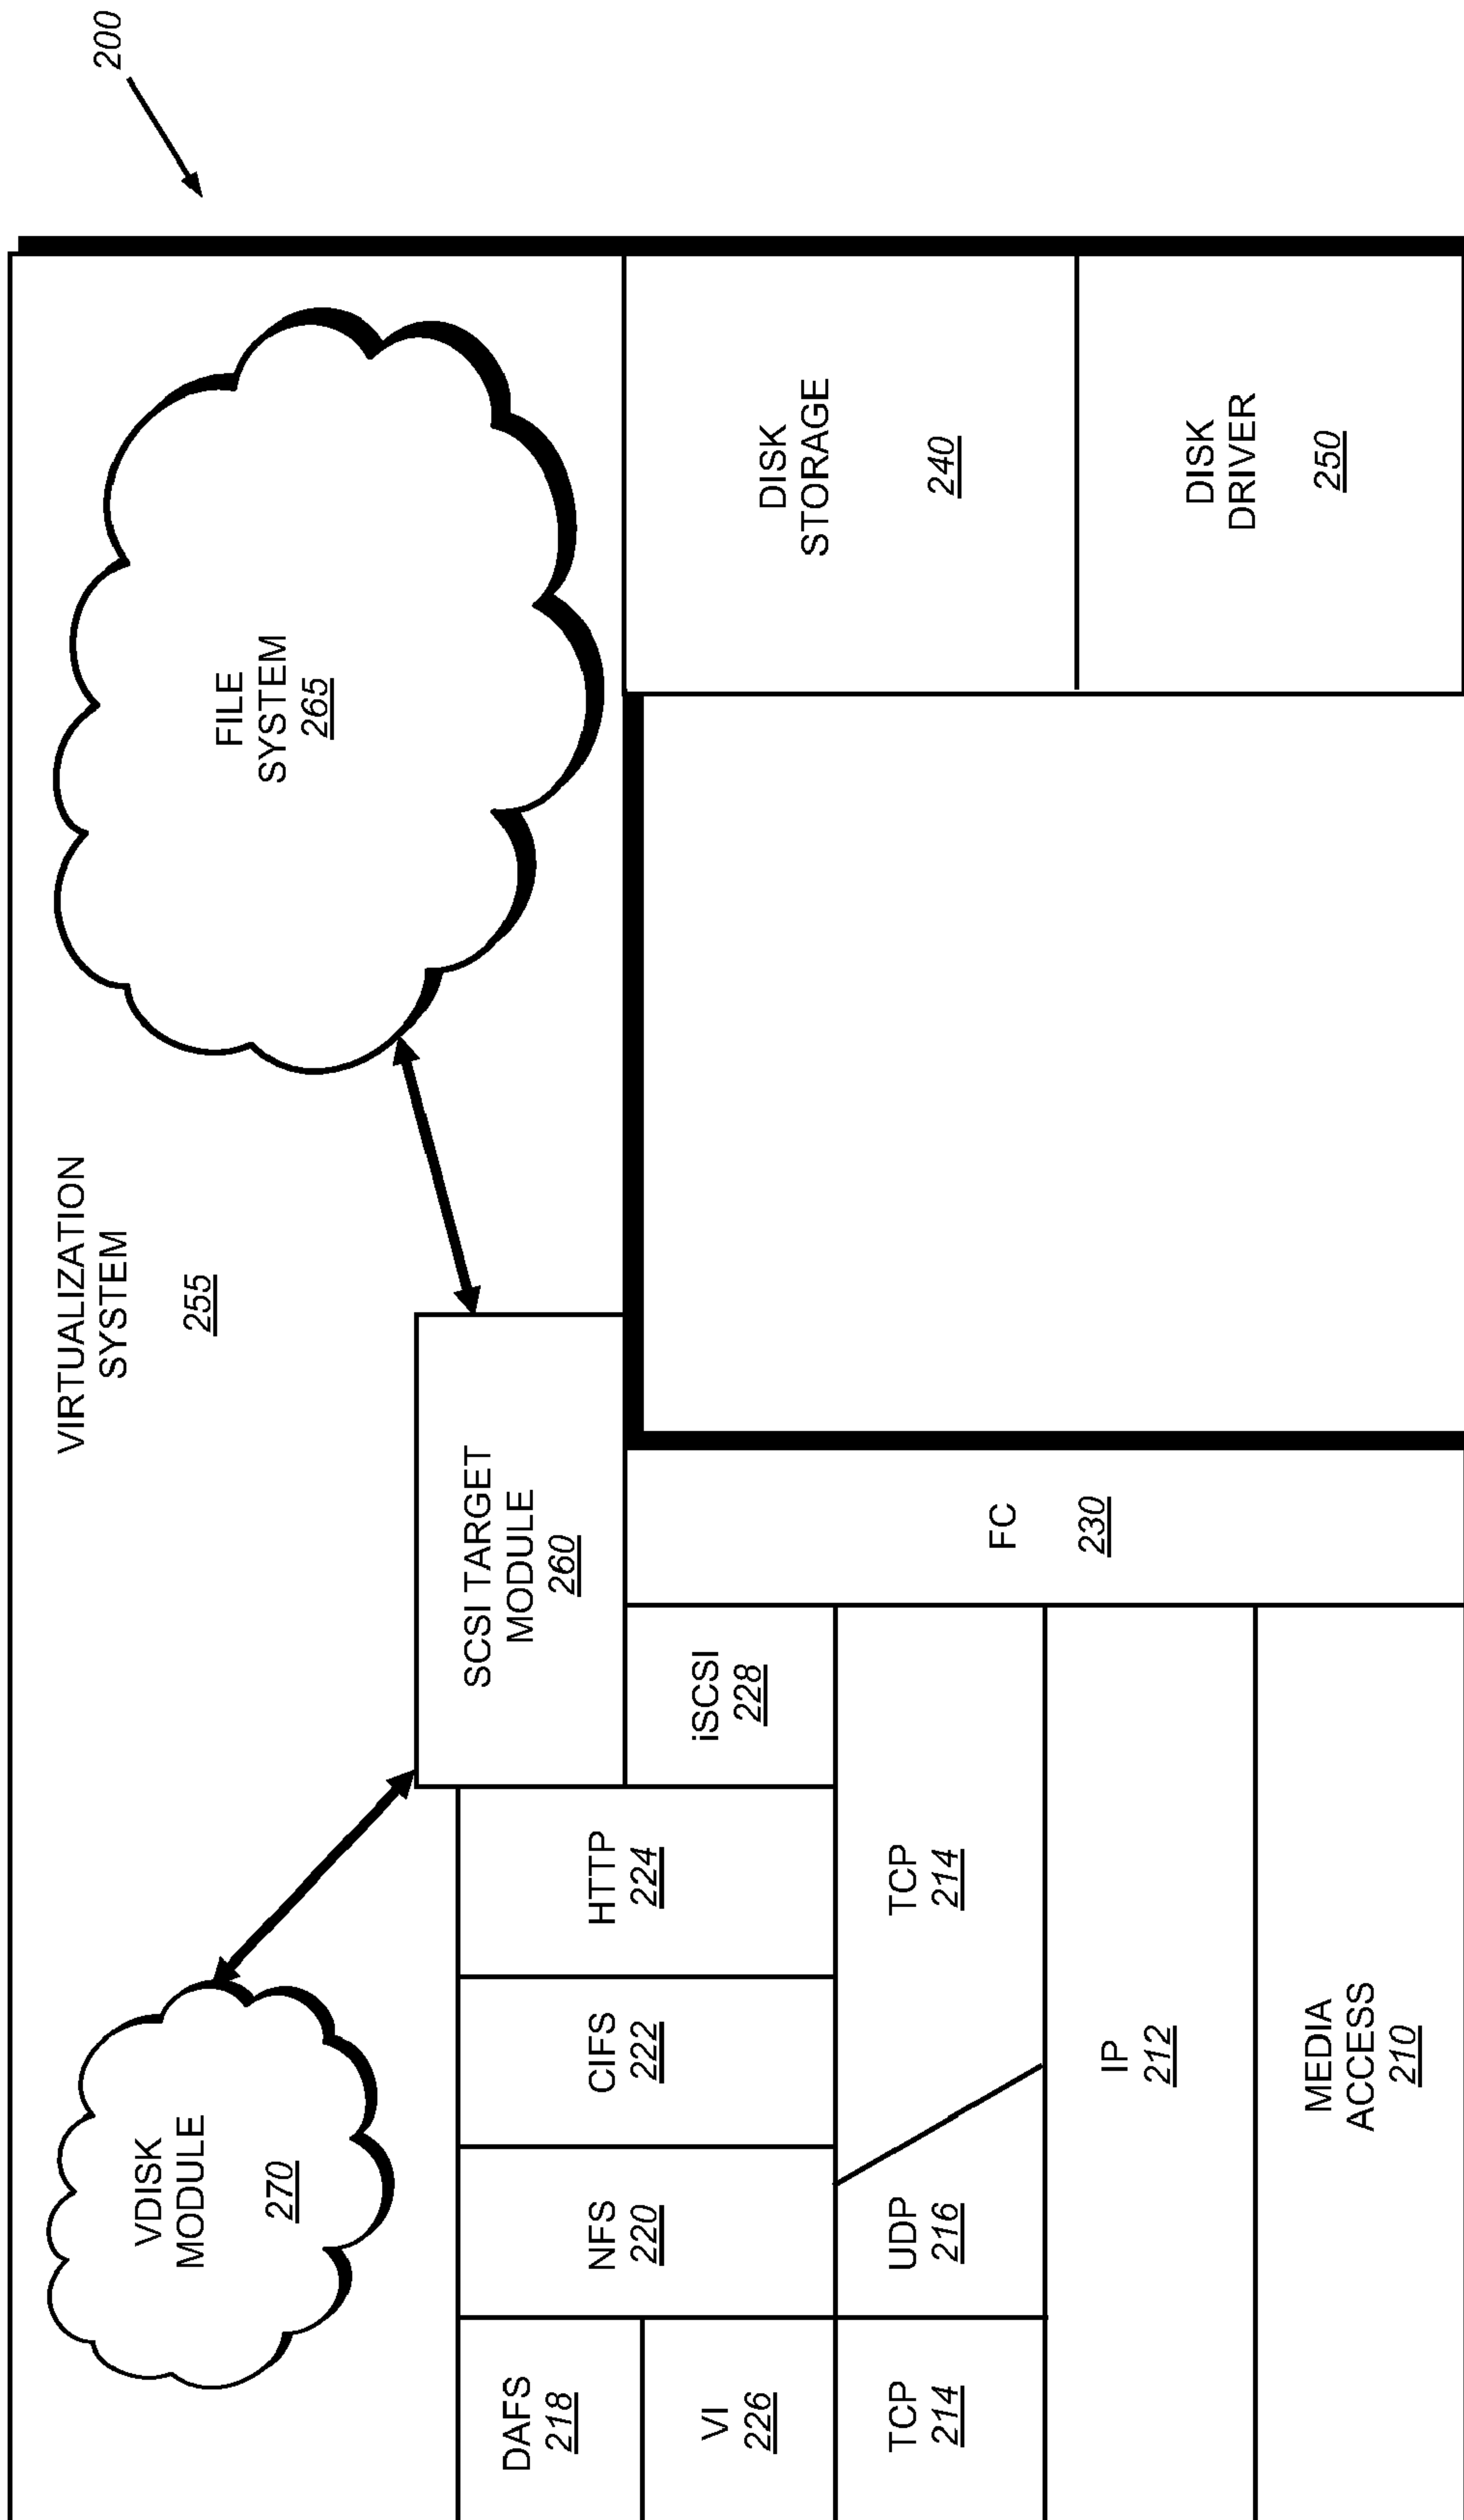 200
VIRTUALIZATION
SYSTEM
255
VDISK
MODULE
270
FILE
SYSTEM
265
SCSI TARGET
MODULE
260
DAFS
218
VI
226
NFS
220
CIFS
222
HTTP
224
iSCSI
228
TCP
214
UDP
216
TCP
214
IP
212
MEDIA
ACCESS
210
FC
230
DISK
STORAGE
240
DISK
DRIVER
250